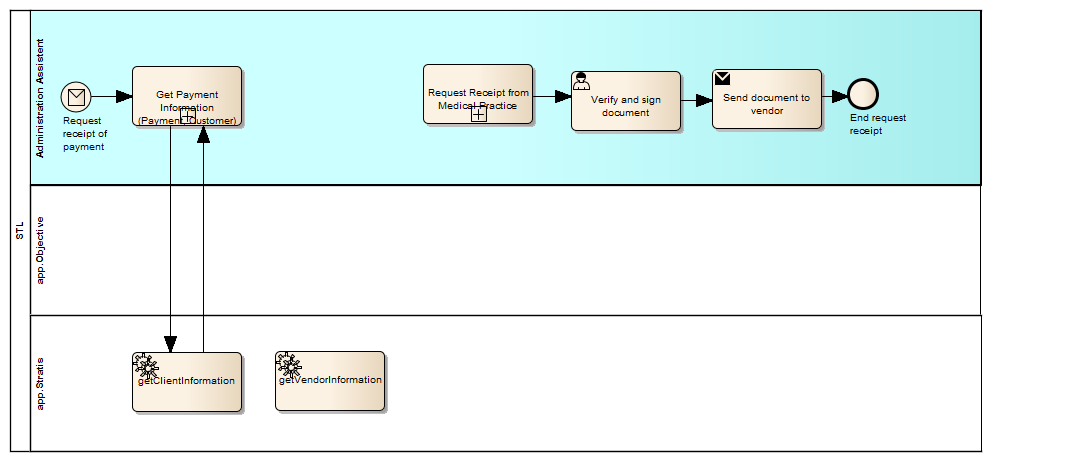 STL
Administration Assistent
Request
receipt of
payment
Get Payment
Information
(Payment, Customer)
Request Receipt from
Medical Practice
Verify and sign
document
Send document to
vendor
End request
receipt
app.Objective
app.Stratis
getClientInformation
getVendorInformation